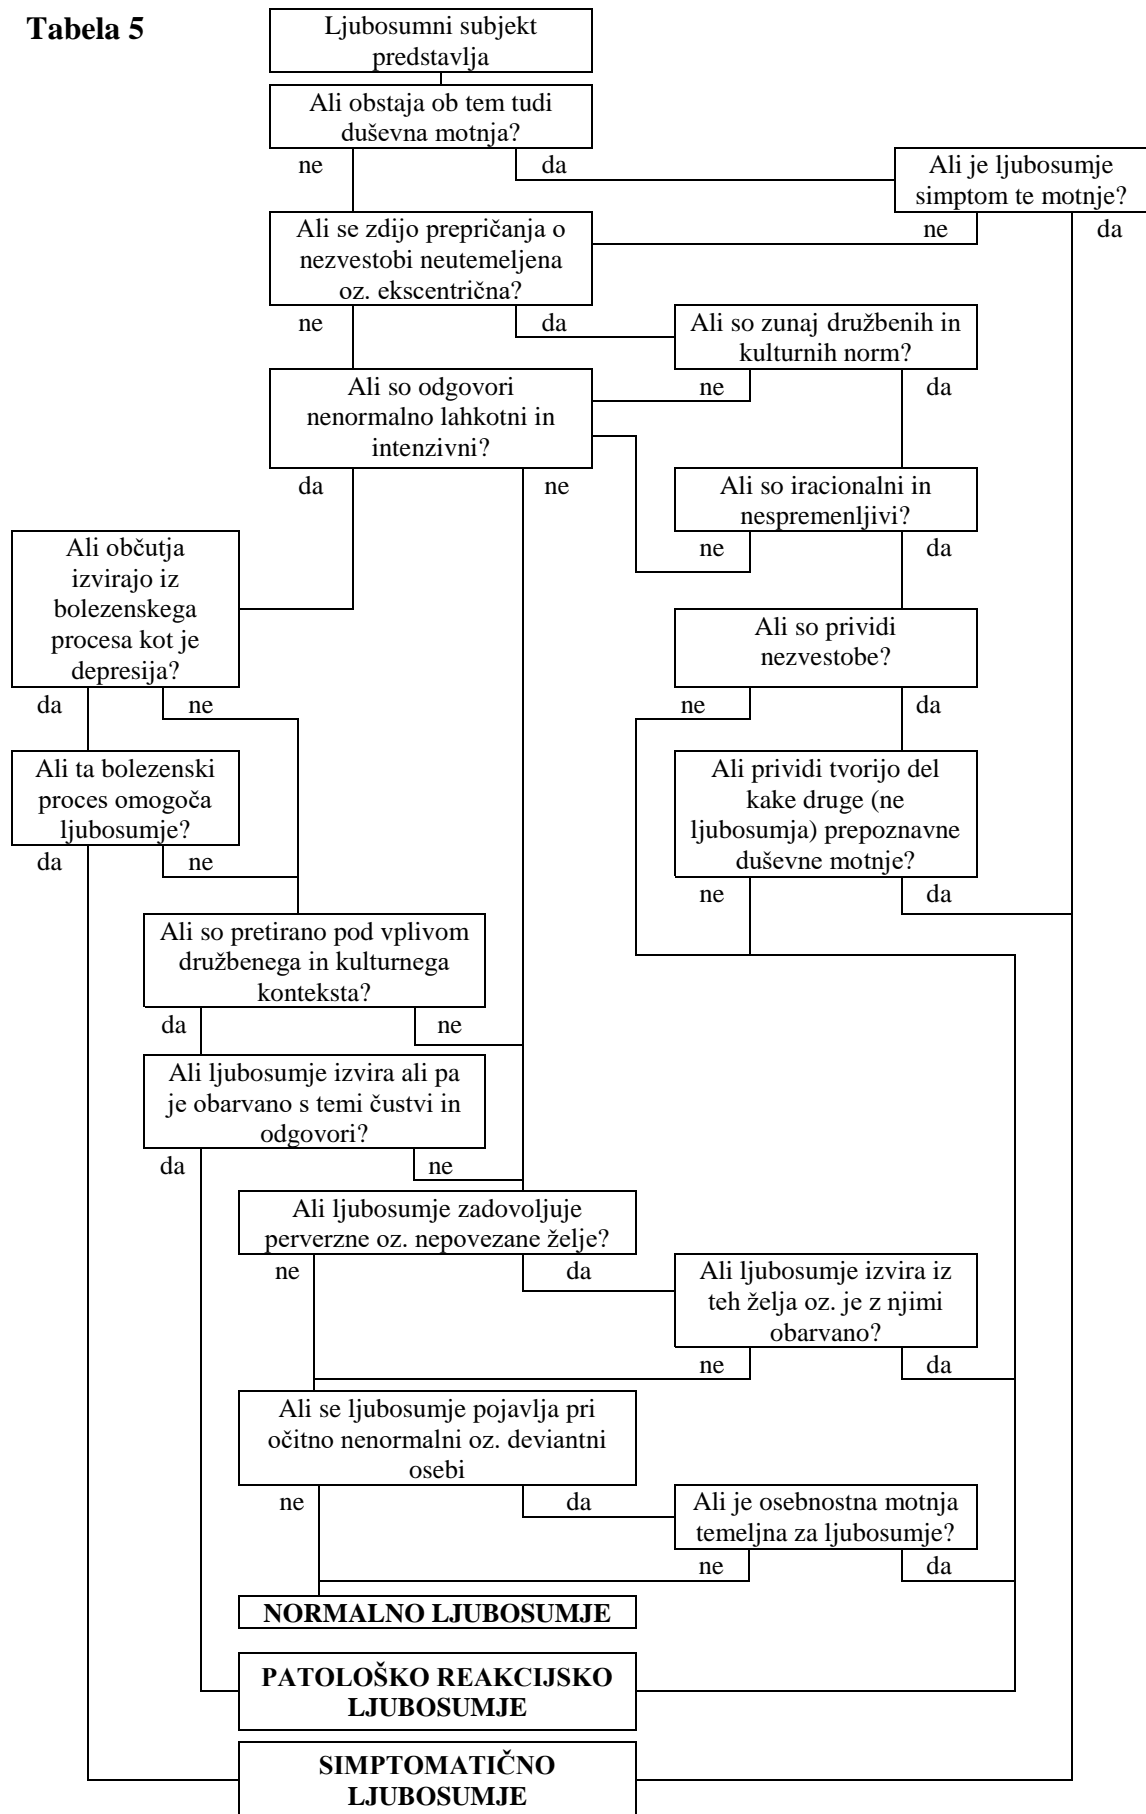 Tabela 5
Ljubosumni subjekt
predstavlja
Ali obstaja ob tem tudi
duševna motnja?
ne
da
Ali je ljubosumje
simptom te motnje?
ne
da
Ali se zdijo prepričanja o
nezvestobi neutemeljena
oz. ekscentrična?
ne
da
Ali so zunaj družbenih in
kulturnih norm?
ne
da
Ali so odgovori
nenormalno lahkotni in
intenzivni?
da
ne
Ali so iracionalni in
nespremenljivi?
ne
da
Ali občutja
izvirajo iz
bolezenskega
procesa kot je
depresija?
da
ne
Ali so prividi
nezvestobe?
ne
da
Ali ta bolezenski
proces omogoča
ljubosumje?
da
ne
Ali prividi tvorijo del
kake druge (ne
ljubosumja) prepoznavne
duševne motnje?
ne
da
Ali so pretirano pod vplivom
družbenega in kulturnega
konteksta?
da
ne
Ali ljubosumje izvira ali pa
je obarvano s temi čustvi in
odgovori?
da
ne
Ali ljubosumje zadovoljuje
perverzne oz. nepovezane želje?
ne
da
Ali ljubosumje izvira iz
teh želja oz. je z njimi
obarvano?
ne
da
Ali se ljubosumje pojavlja pri
očitno nenormalni oz. deviantni
osebi
ne
da
Ali je osebnostna motnja
temeljna za ljubosumje?
ne
da
NORMALNO LJUBOSUMJE
PATOLOŠKO REAKCIJSKO
LJUBOSUMJE
SIMPTOMATIČNO
LJUBOSUMJE